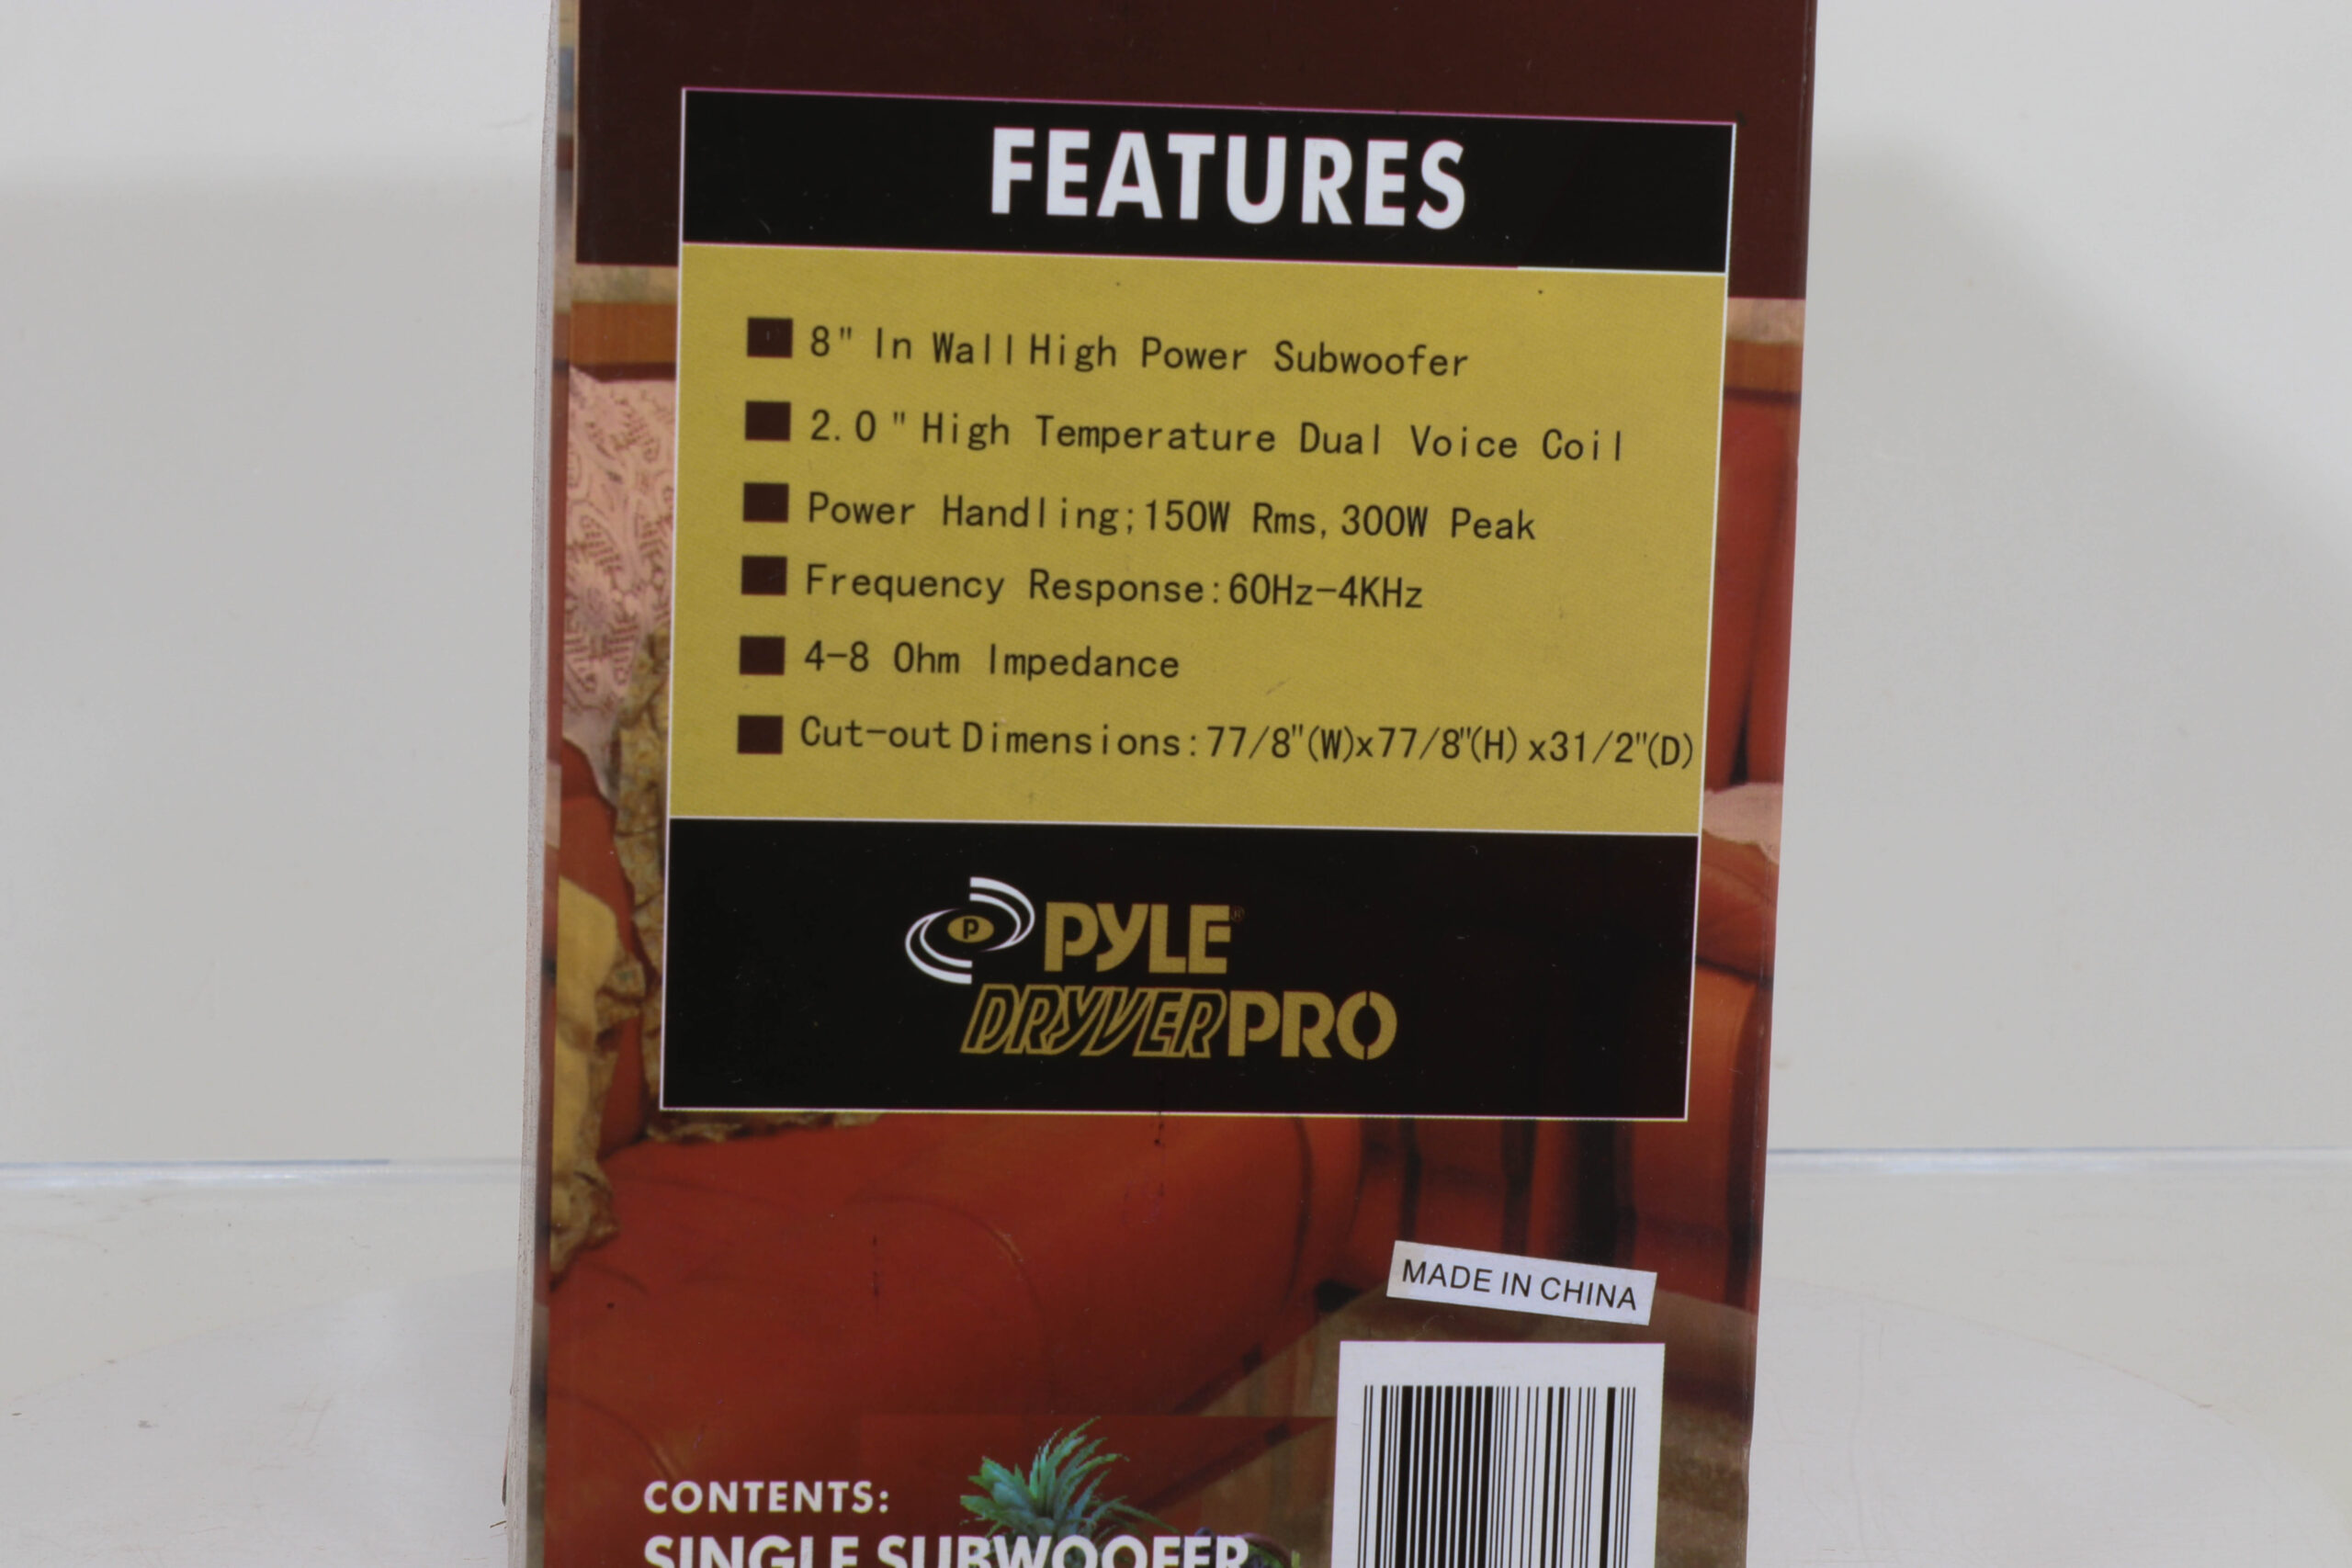 FEATURES
8" In Wall High Power Subwoofer
2.0" High Temperature Dual Voice Coil
Power Handling;150W Rms,300W Peak
Frequency Response:60Hz-4KHz
4-8 Ohm Impedance
Cut-out Dimensions:77/8"(W)x77/8"(H) x31/2"(D)
P PYLE®
DRYVERPRO
MADE IN CHINA
CONTENTS:
SINGLE SUBWOOFER